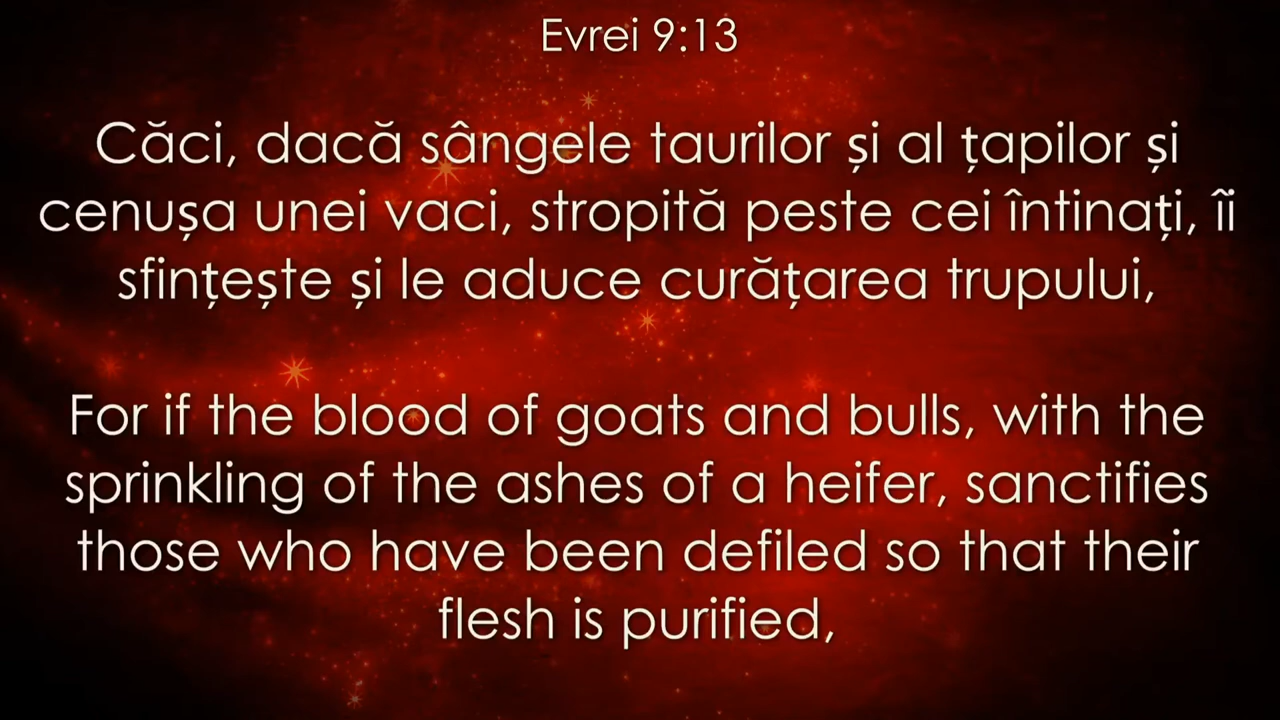 Evrei 9:13
Căci, dacă sângele taurilor și al țapilor și
cenușa unei vaci, stropită peste cei întinați, îi
sfințește și le aduce curățarea trupului,
For if the blood of goats and bulls, with the
sprinkling of the ashes of a heifer, sanctifies
those who have been defiled so that their
flesh is purified,